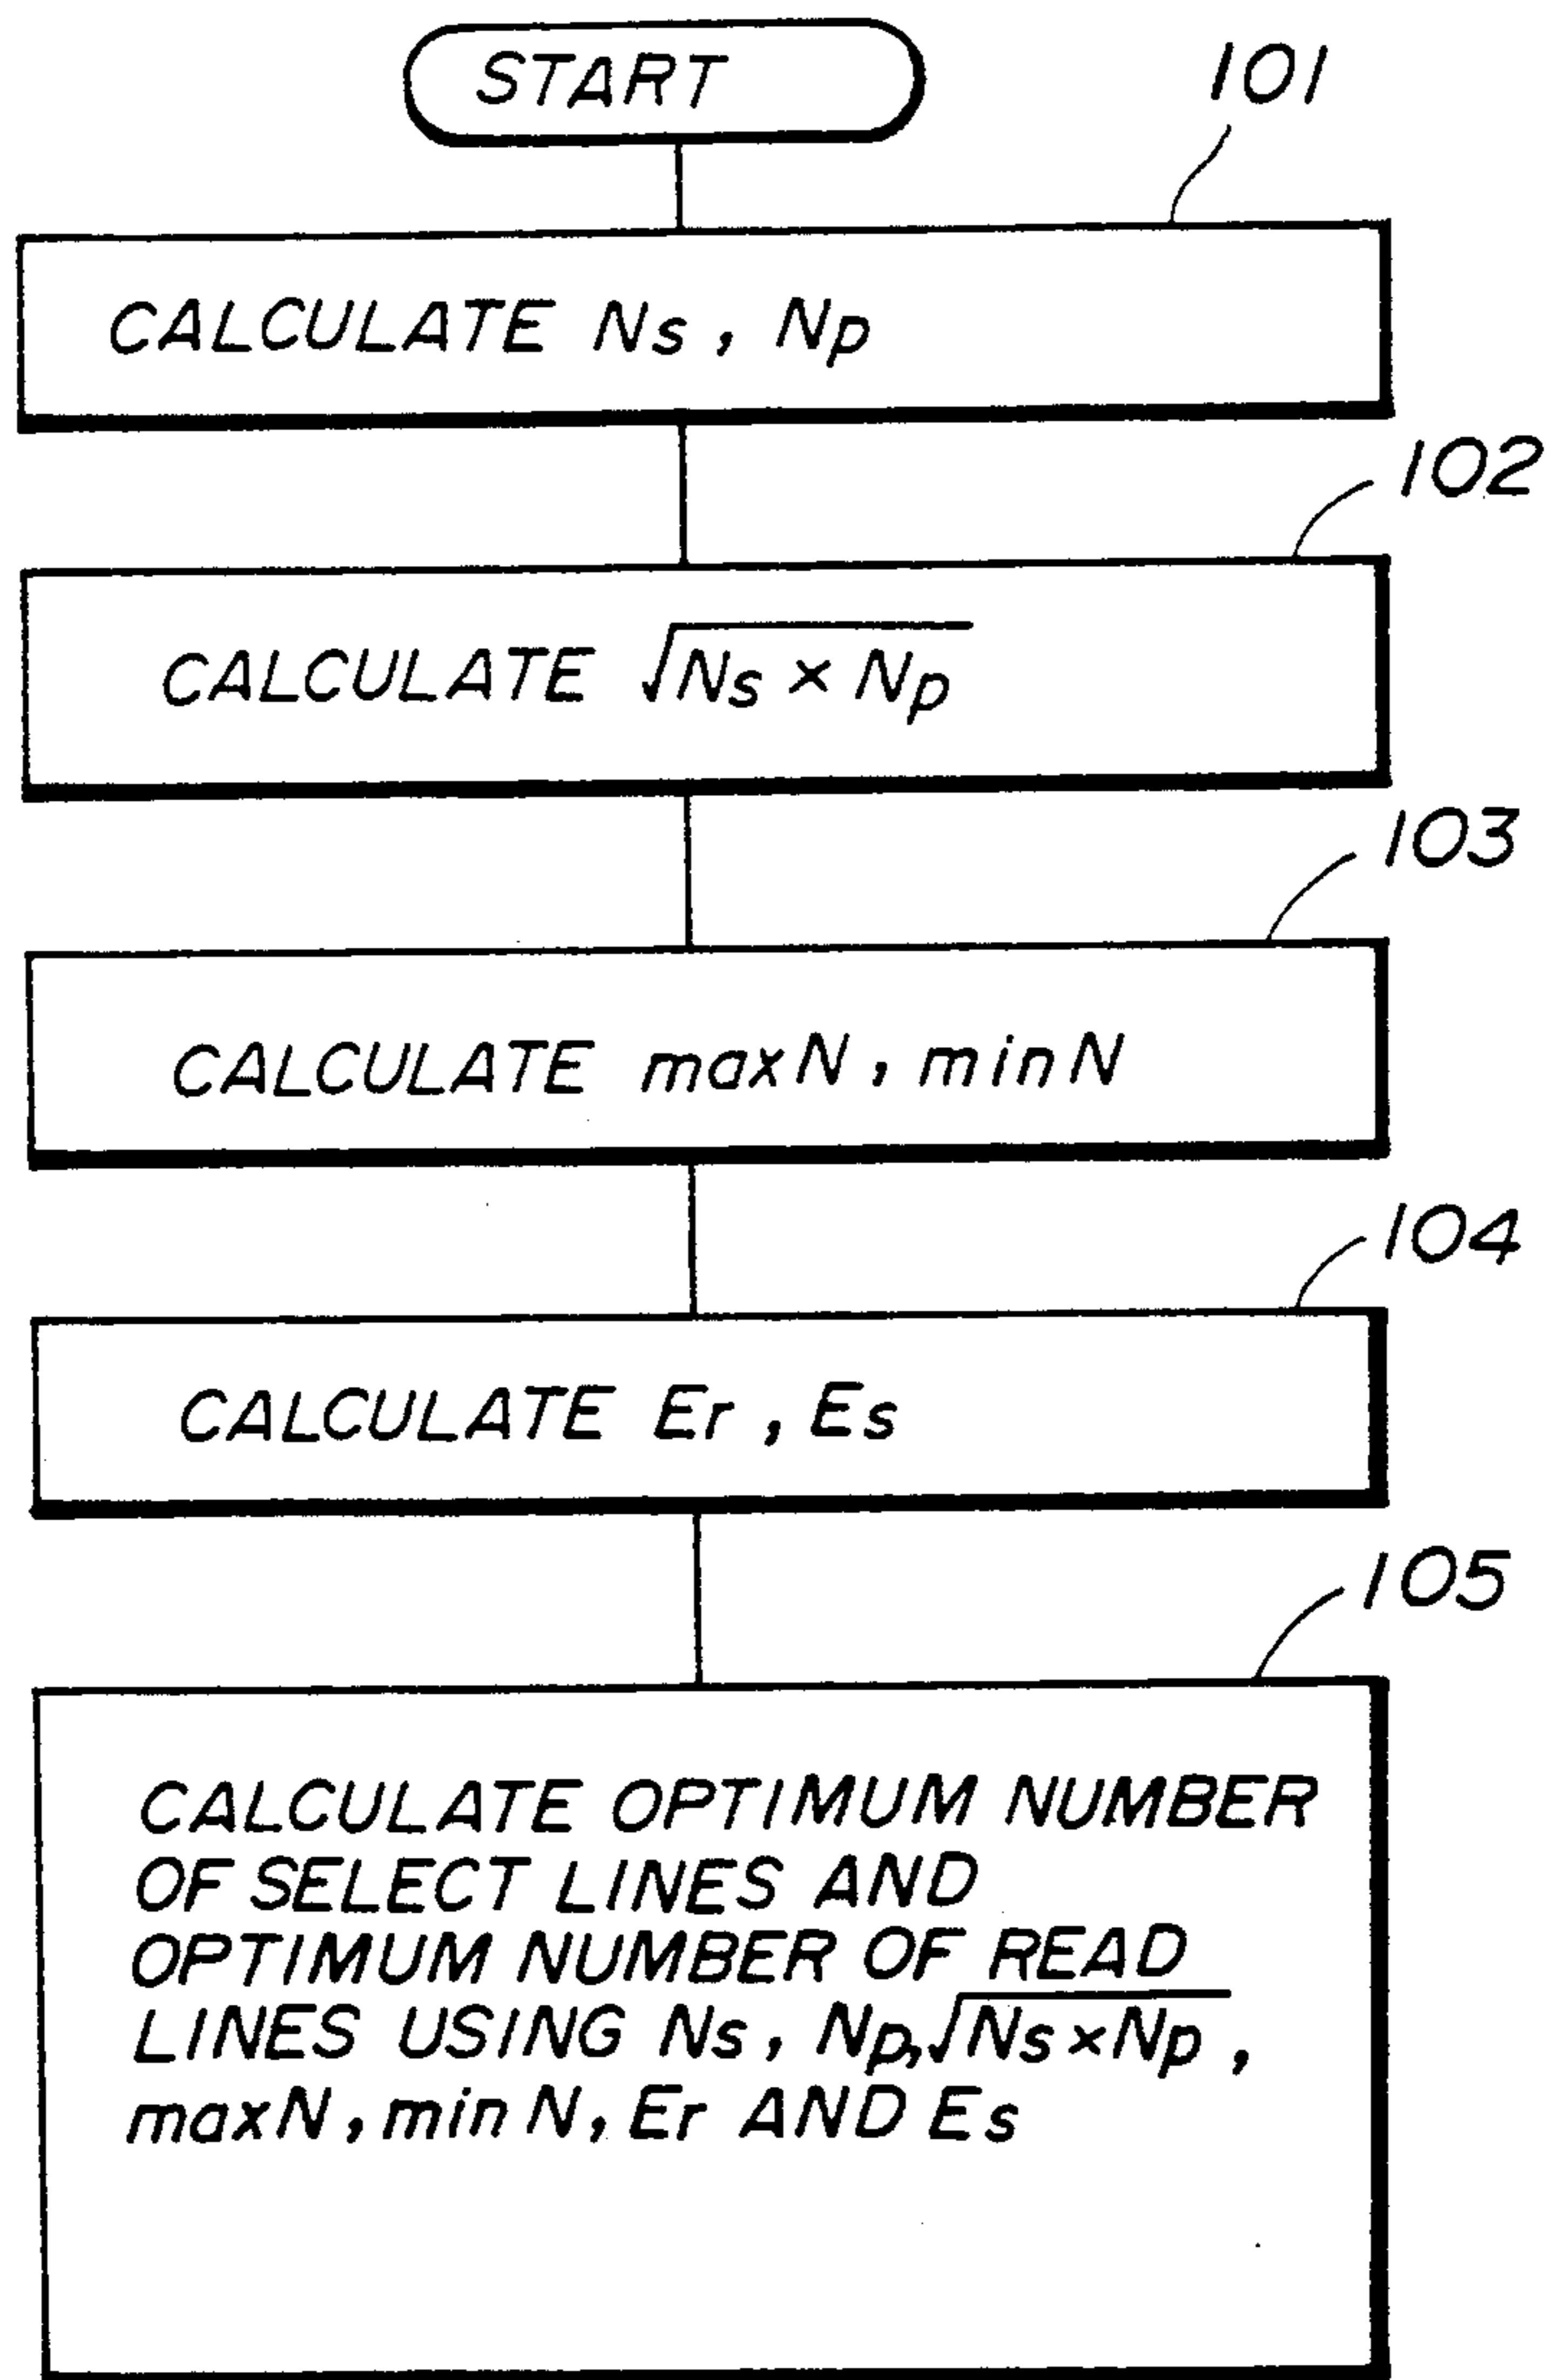 START
101
CALCULATE Ns, Np
102
CALCULATE √Ns × Np
103
CALCULATE maxN, minN
104
CALCULATE Er, Es
105
CALCULATE OPTIMUM NUMBER
OF SELECT LINES AND
OPTIMUM NUMBER OF READ
LINES USING Ns, Np, √Ns×Np,
maxN, minN, Er AND Es